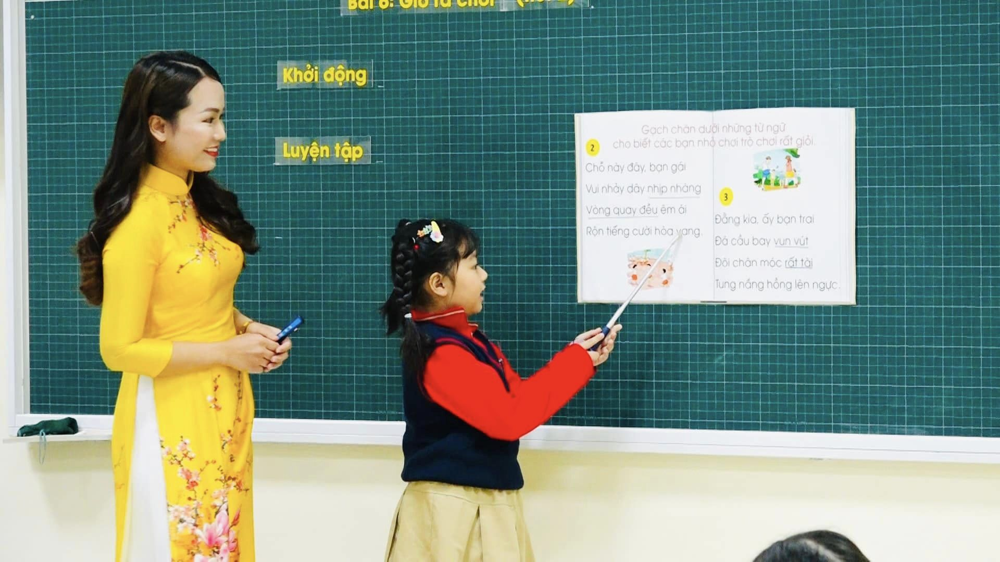 Bài 8: Giờ ra chơi
Khởi động
Luyện tập
Gạch chân dưới những từ ngữ
cho biết các bạn nhỏ chơi trò chơi rất giỏi.
2
Chỗ này đây, bạn gái
Vui nhảy dây nhịp nhàng
Vòng quay đều êm ái
Rộn tiếng cười hòa vang.
3
Đằng kia, ấy bạn trai
Đá cầu bay vun vút
Đôi chân móc rất tài
Tung nắng hồng lên ngực.